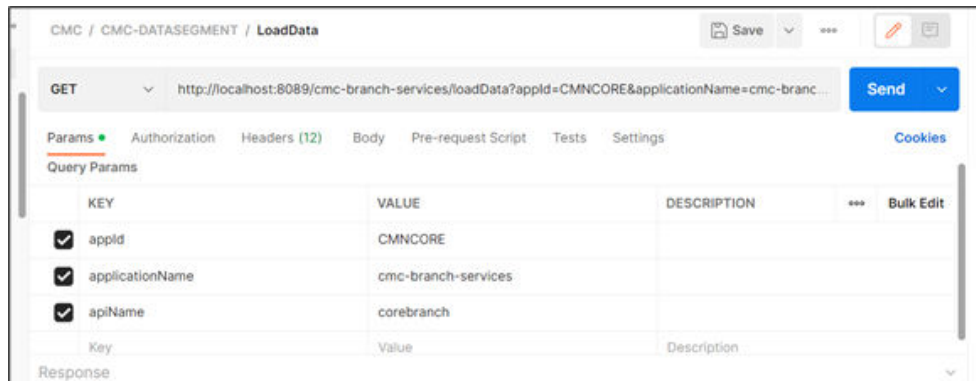 CMC / CMC-DATASEGMENT / LoadData Save ooo
GET http://localhost:8089/cmc-branch-services/loadData?appId=CMNCORE&applicationName=cmc-branc... Send
Params Authorization Headers (12) Body Pre-request Script Tests Settings Cookies
Query Params
KEY VALUE DESCRIPTION ooo Bulk Edit
appId CMNCORE
applicationName cmc-branch-services
apiName corebranch
Key Value Description
Response